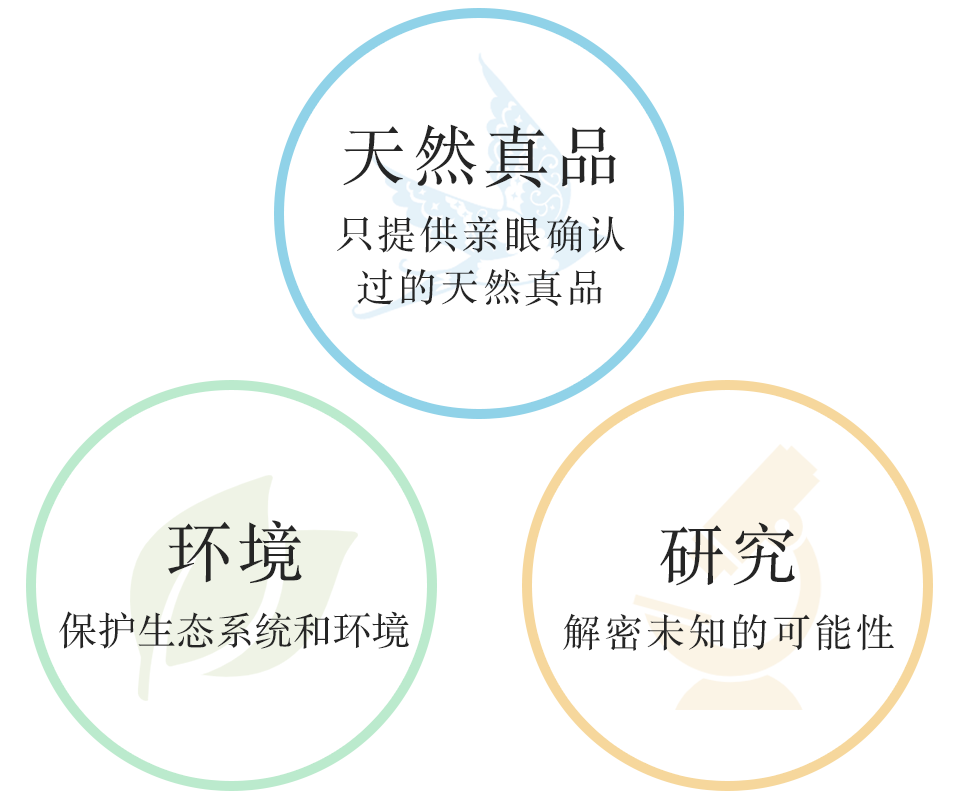 天然真品
只提供亲眼确认
过的天然真品
环境
保护生态系统和环境
研究
解密未知的可能性